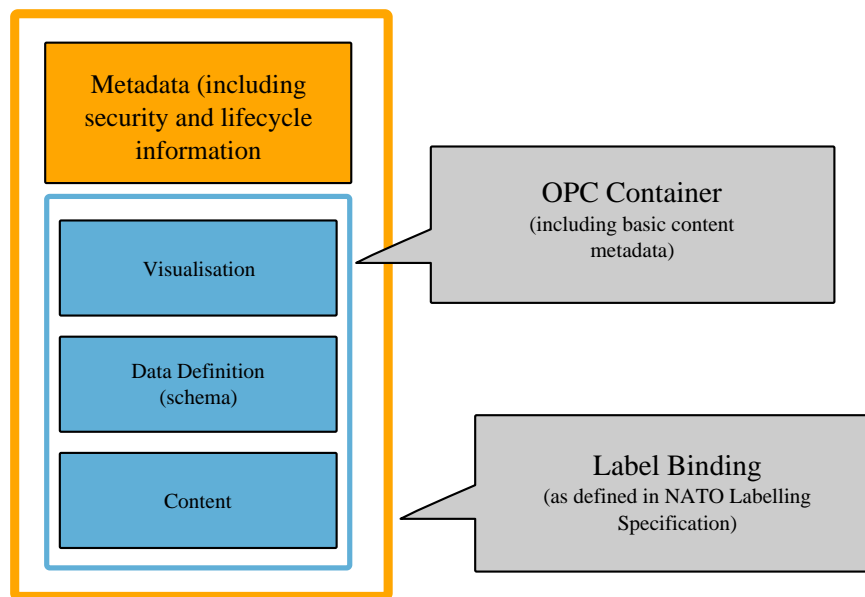 Metadata (including
security and lifecycle
information
Visualisation
Data Definition
(schema)
Content
OPC Container
(including basic content
metadata)
Label Binding
(as defined in NATO Labelling
Specification)